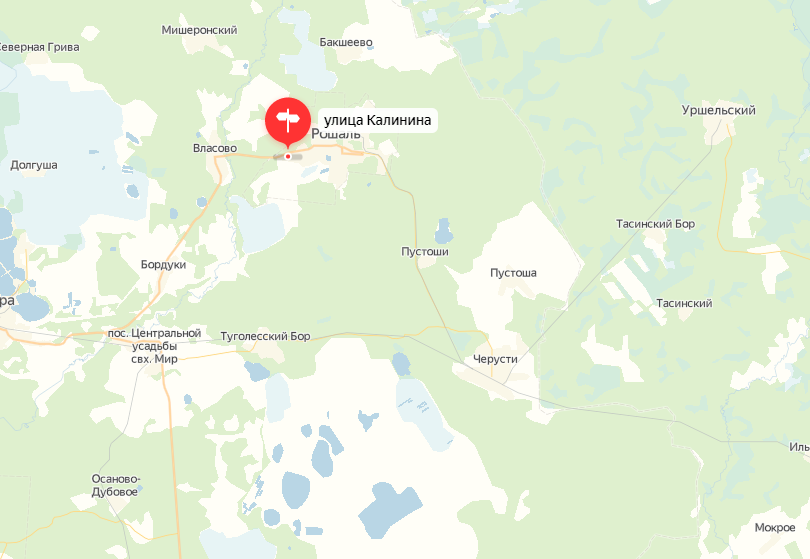 Мишеронский
Бакшеево
Северная Грива
Уршельский
улица Калинина
Рошаль
Власово
Долгуша
Тасинский Бор
Пустоши
Бордуки
Пустоша
ра
Тасинский
пос. Центральной
усадьбы
свх. Мир
Туголесский Бор
Черусти
Иль
Осаново-
Дубовое
Мокрое